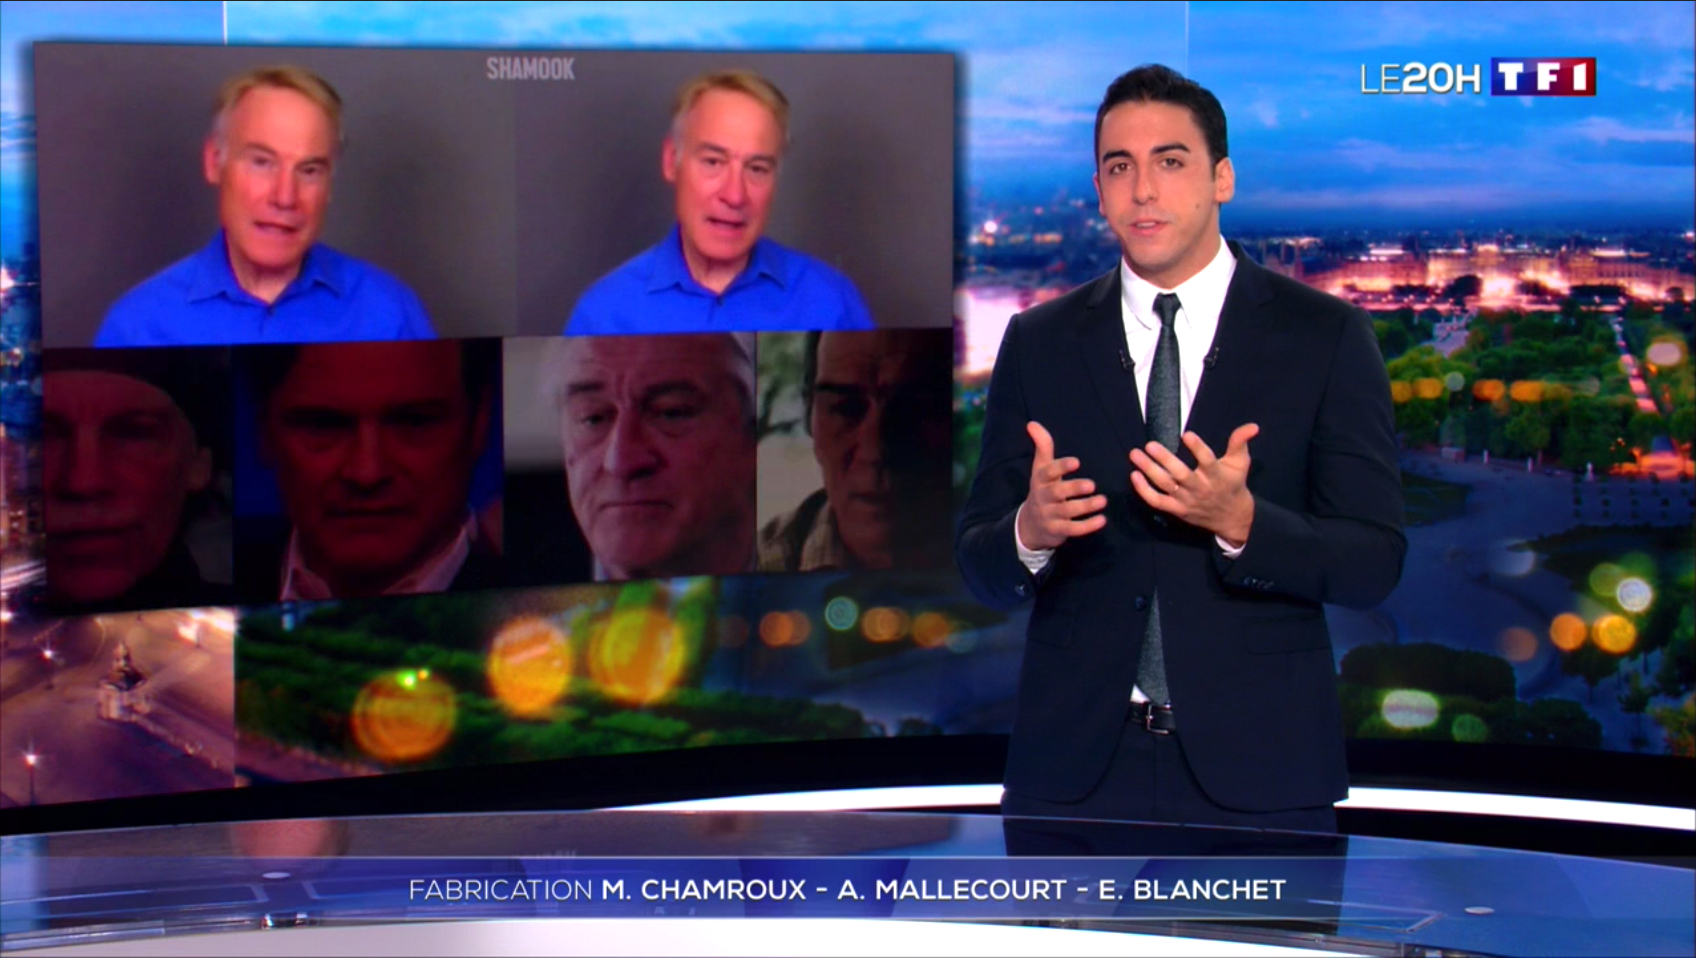 SHAMOOK
LE20H TF1
FABRICATION M. CHAMROUX - A. MALLECOURT - E. BLANCHET